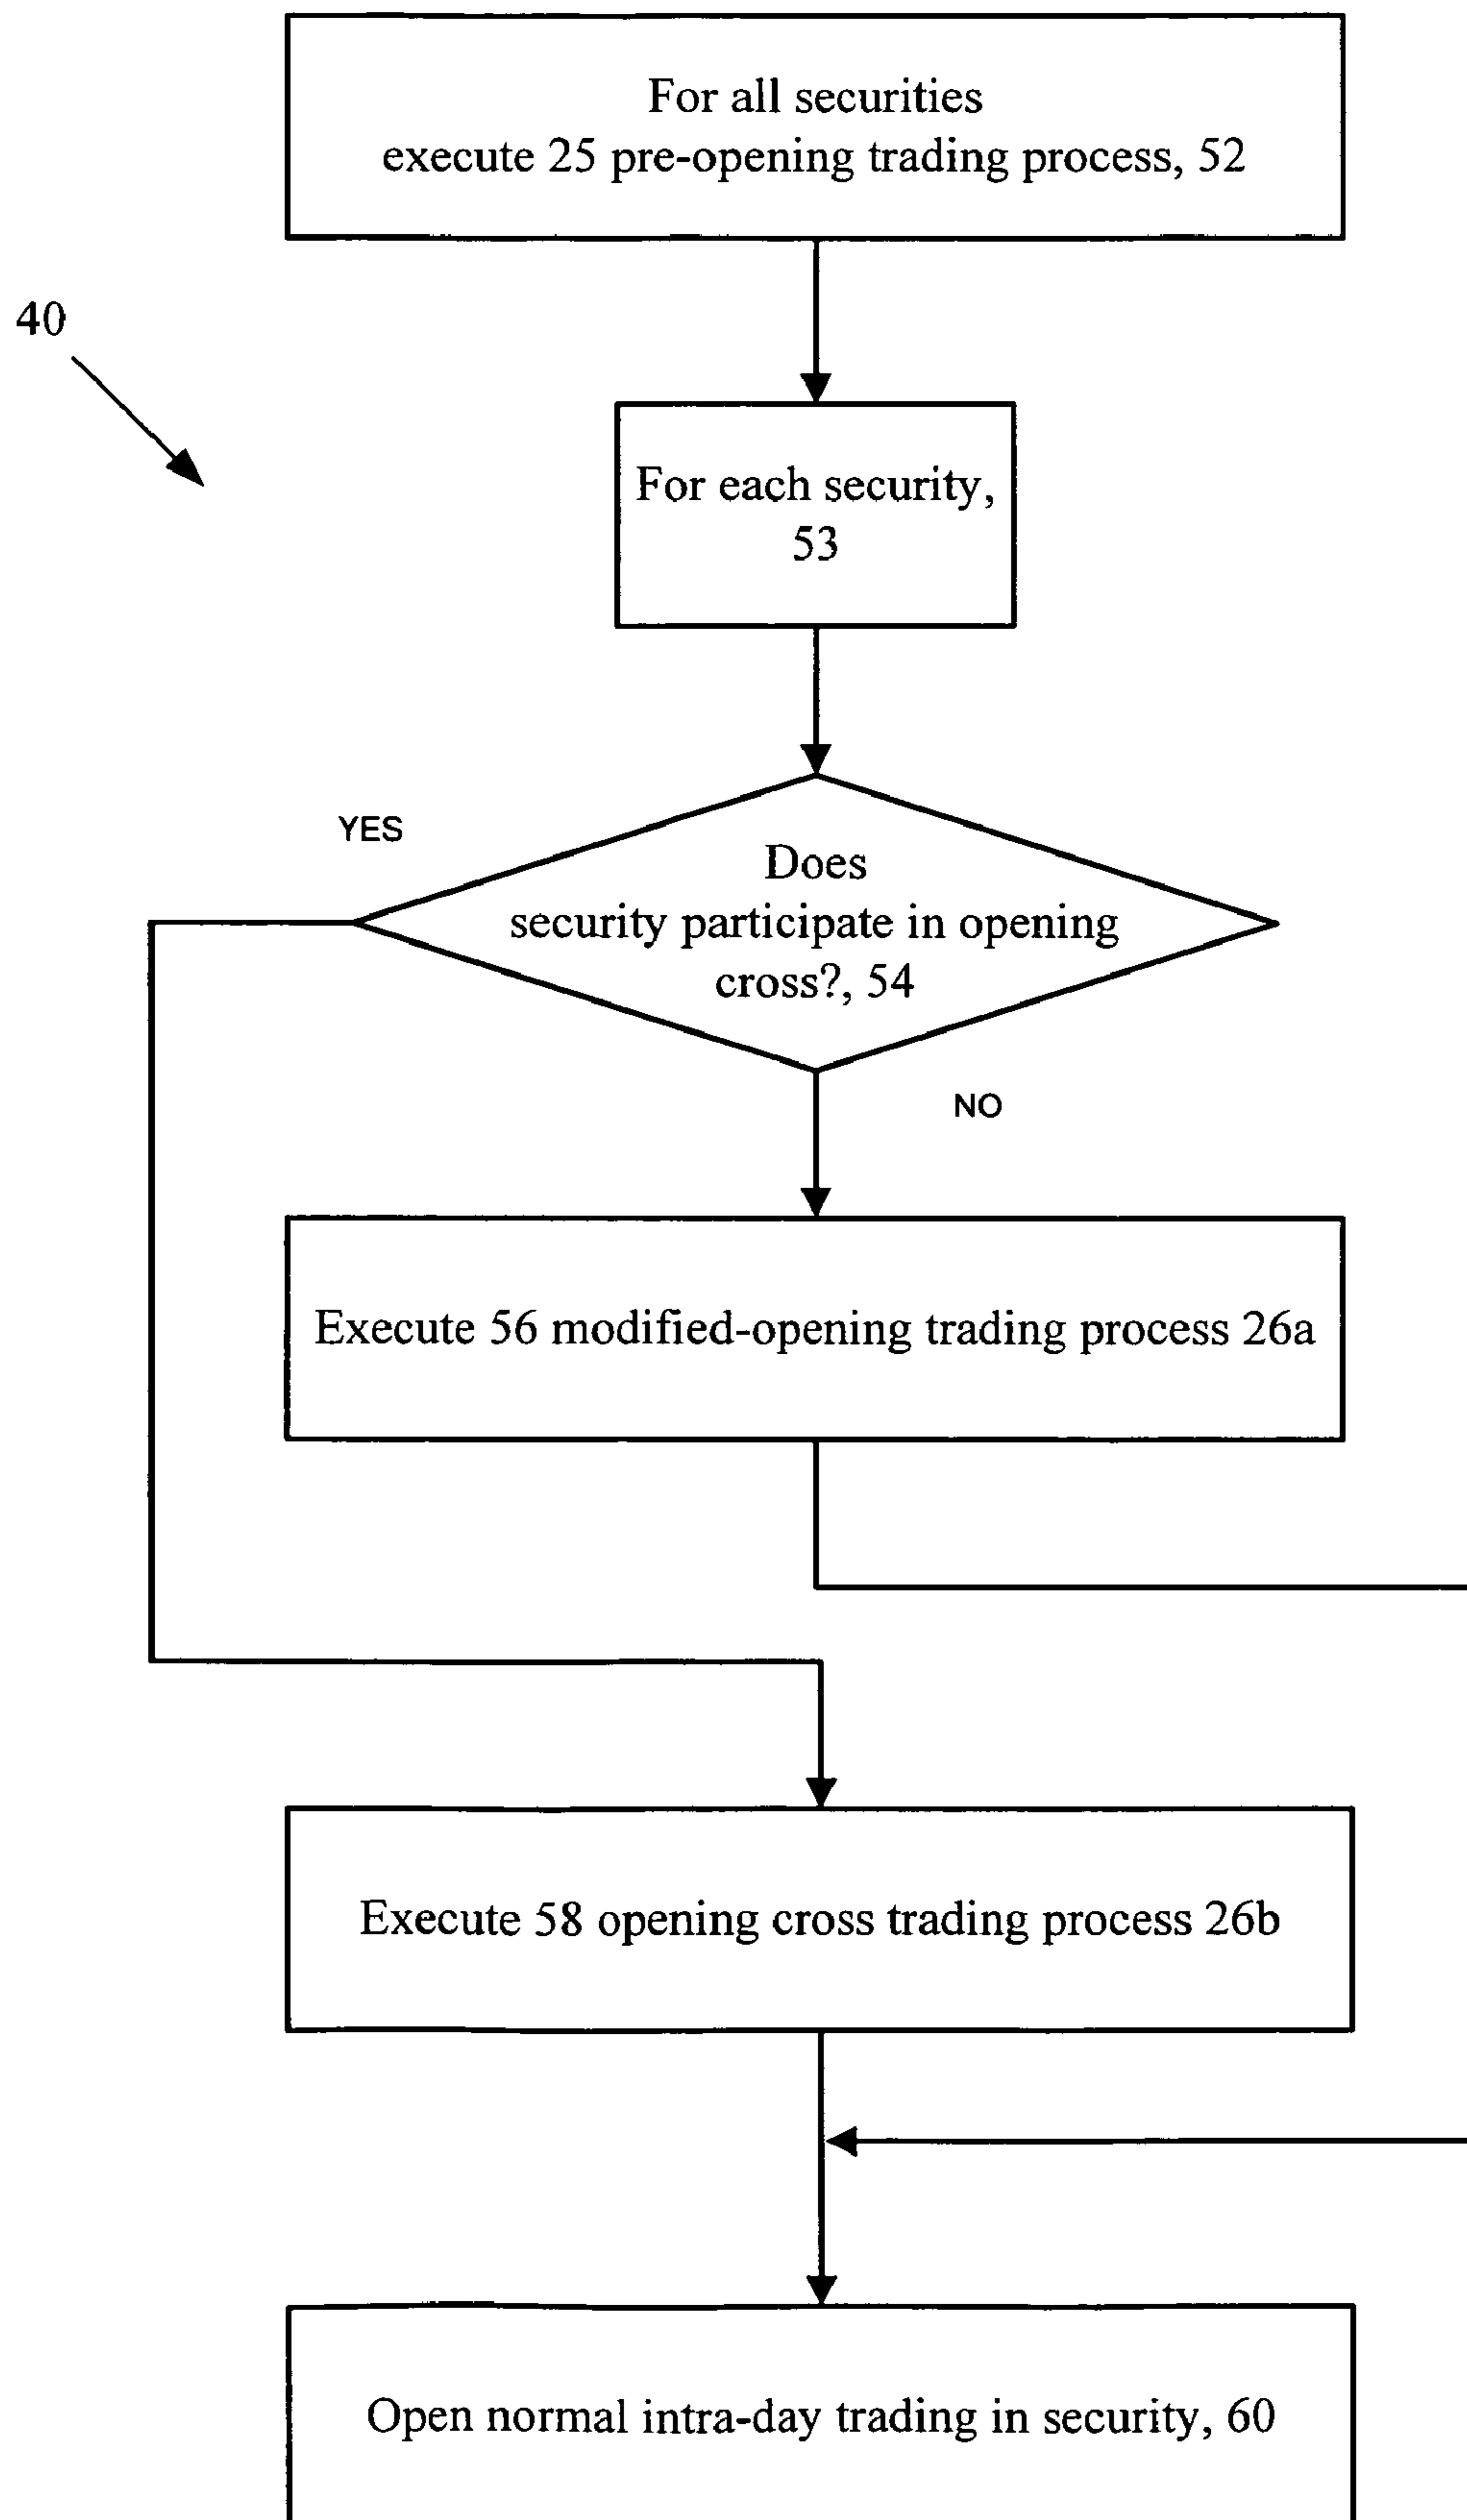 For all securities
execute 25 pre-opening trading process, 52
40
For each security,
53
YES
Does
security participate in opening
cross?, 54
NO
Execute 56 modified-opening trading process 26a
Execute 58 opening cross trading process 26b
Open normal intra-day trading in security, 60